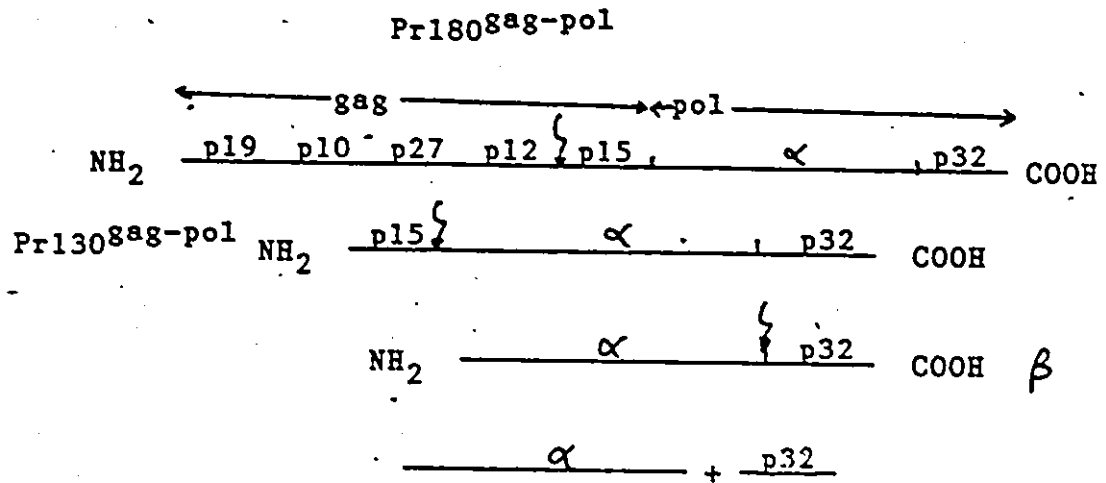 Pr180gag-pol
gag pol
NH2 p19 p10 p27 p12 p15 α p32 COOH
Pr130gag-pol NH2 p15 α p32 COOH
NH2 α p32 COOH β
α + p32